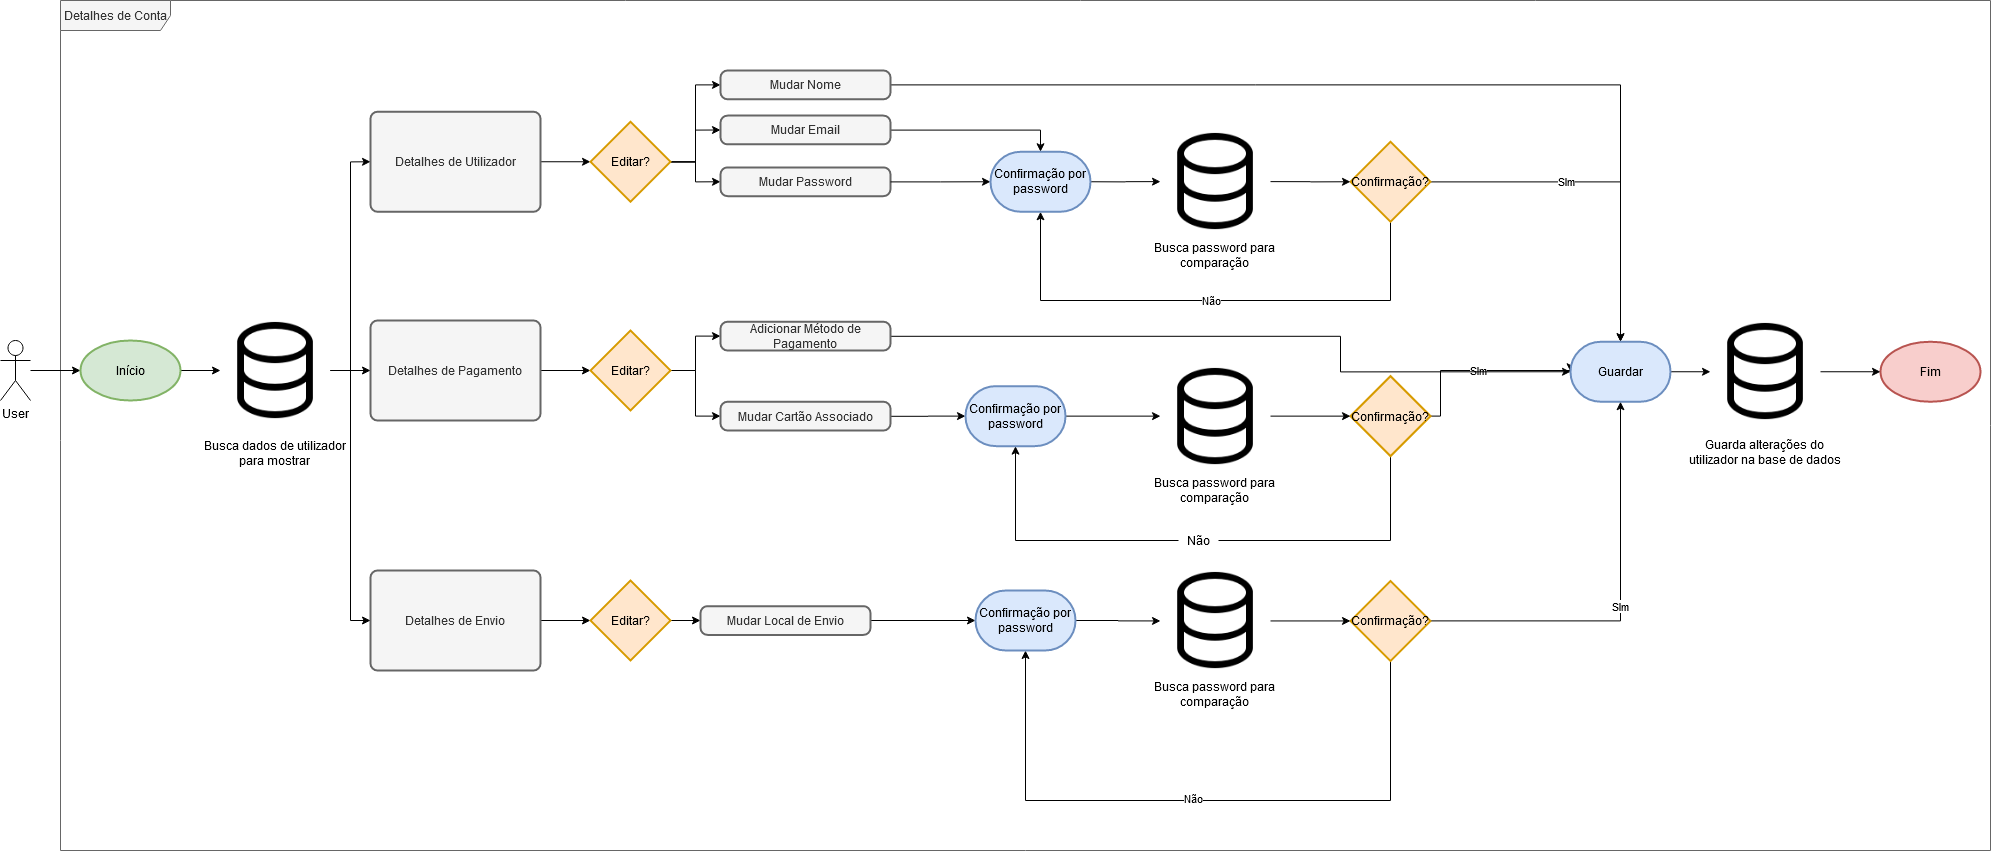 Detalhes de Conta
User
Início
Busca dados de utilizador
para mostrar
Detalhes de Utilizador
Editar?
Mudar Nome
Mudar Email
Mudar Password
Confirmação por
password
Busca password para
comparação
Confirmação?
SIm
Não
Detalhes de Pagamento
Editar?
Adicionar Método de
Pagamento
Mudar Cartão Associado
Confirmação por
password
Busca password para
comparação
Confirmação?
SIm
Não
Detalhes de Envio
Editar?
Mudar Local de Envio
Confirmação por
password
Busca password para
comparação
Confirmação?
SIm
Não
Guardar
Guarda alterações do
utilizador na base de dados
Fim